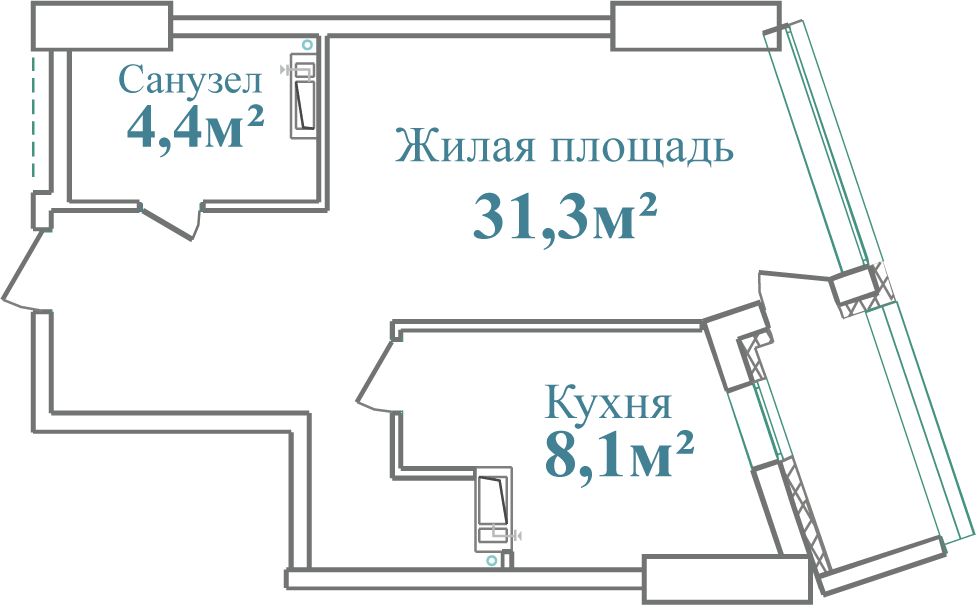 Санузел
4,4м²
Жилая площадь
31,3м²
Кухня
8,1м²